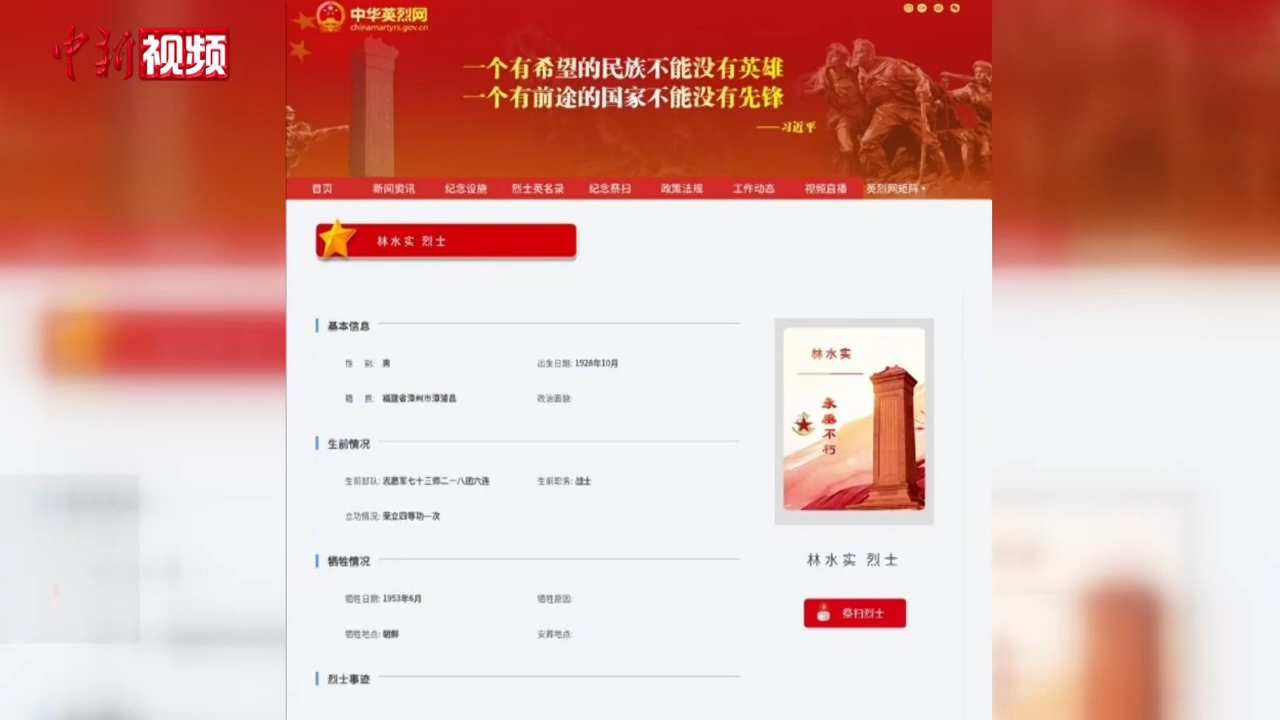 中新视频
中华英烈网
chinamartyrs.gov.cn
一个有希望的民族不能没有英雄
一个有前途的国家不能没有先锋
——习近平
首页 新闻资讯 纪念设施 烈士英名录 纪念祭扫 政策法规 工作动态 视频直播 英烈网矩阵
林水实 烈士
基本信息
性 别: 男 出生日期: 1928年10月
籍 贯: 福建省漳州市漳浦县 政治面貌:
生前情况
生前部队: 志愿军七十三师二一八团六连 生前职务: 战士
立功情况: 荣立四等功一次
牺牲情况
牺牲日期: 1953年6月 牺牲原因:
牺牲地点: 朝鲜 安葬地点:
烈士事迹
林水实
永垂不朽
林水实 烈士
祭扫烈士